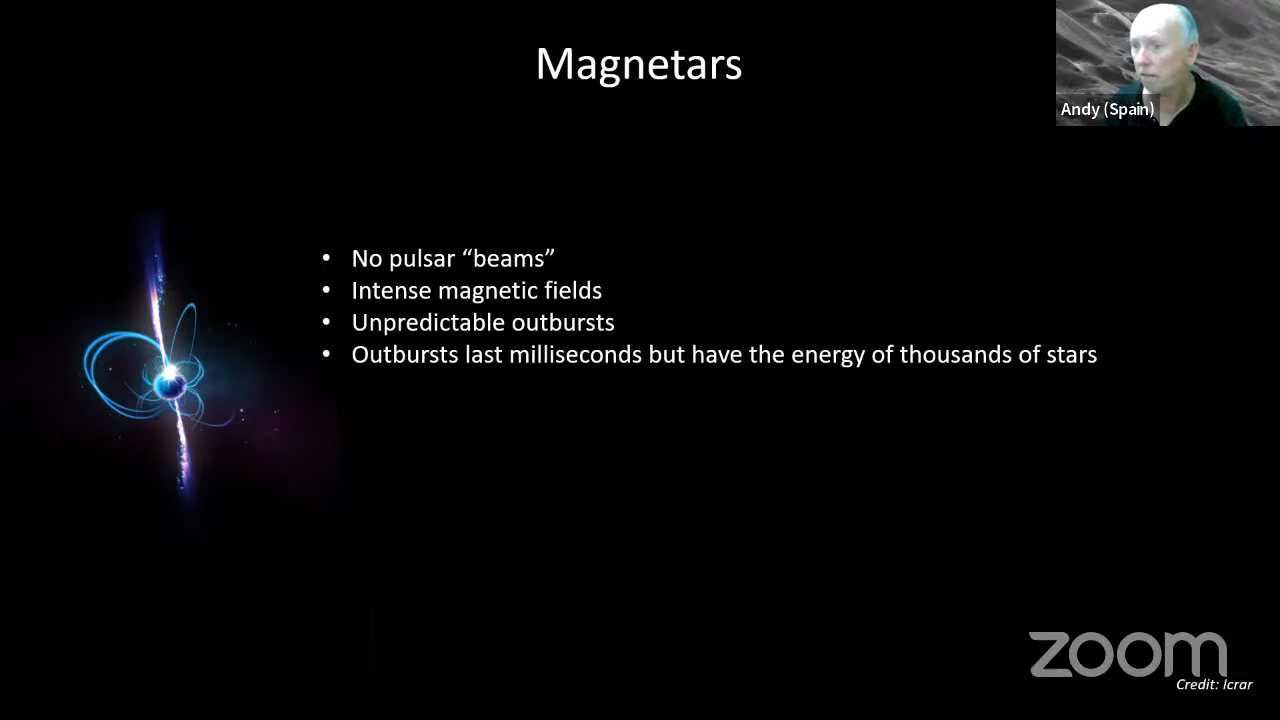 Magnetars
Andy (Spain)
• No pulsar “beams”
• Intense magnetic fields
• Unpredictable outbursts
• Outbursts last milliseconds but have the energy of thousands of stars
zoom
Credit: Icrar